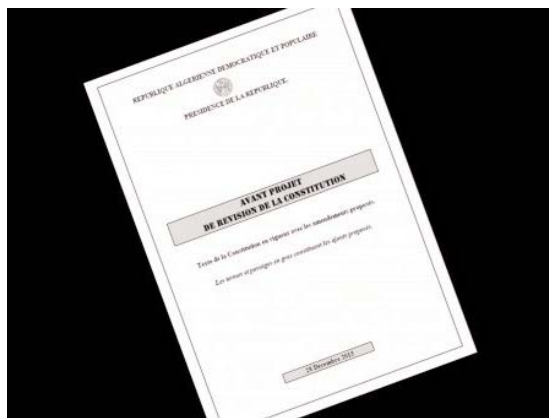 REPUBLIQUE ALGERIENNE DEMOCRATIQUE ET POPULAIRE
PRESIDENCE DE LA REPUBLIQUE.
AVANT PROJET
DE REVISION DE LA CONSTITUTION
Texte de la Constitution en vigueur avec les amendements proposés.
Les termes et passages en gras constituent les ajouts proposés.
28 Décembre 2015